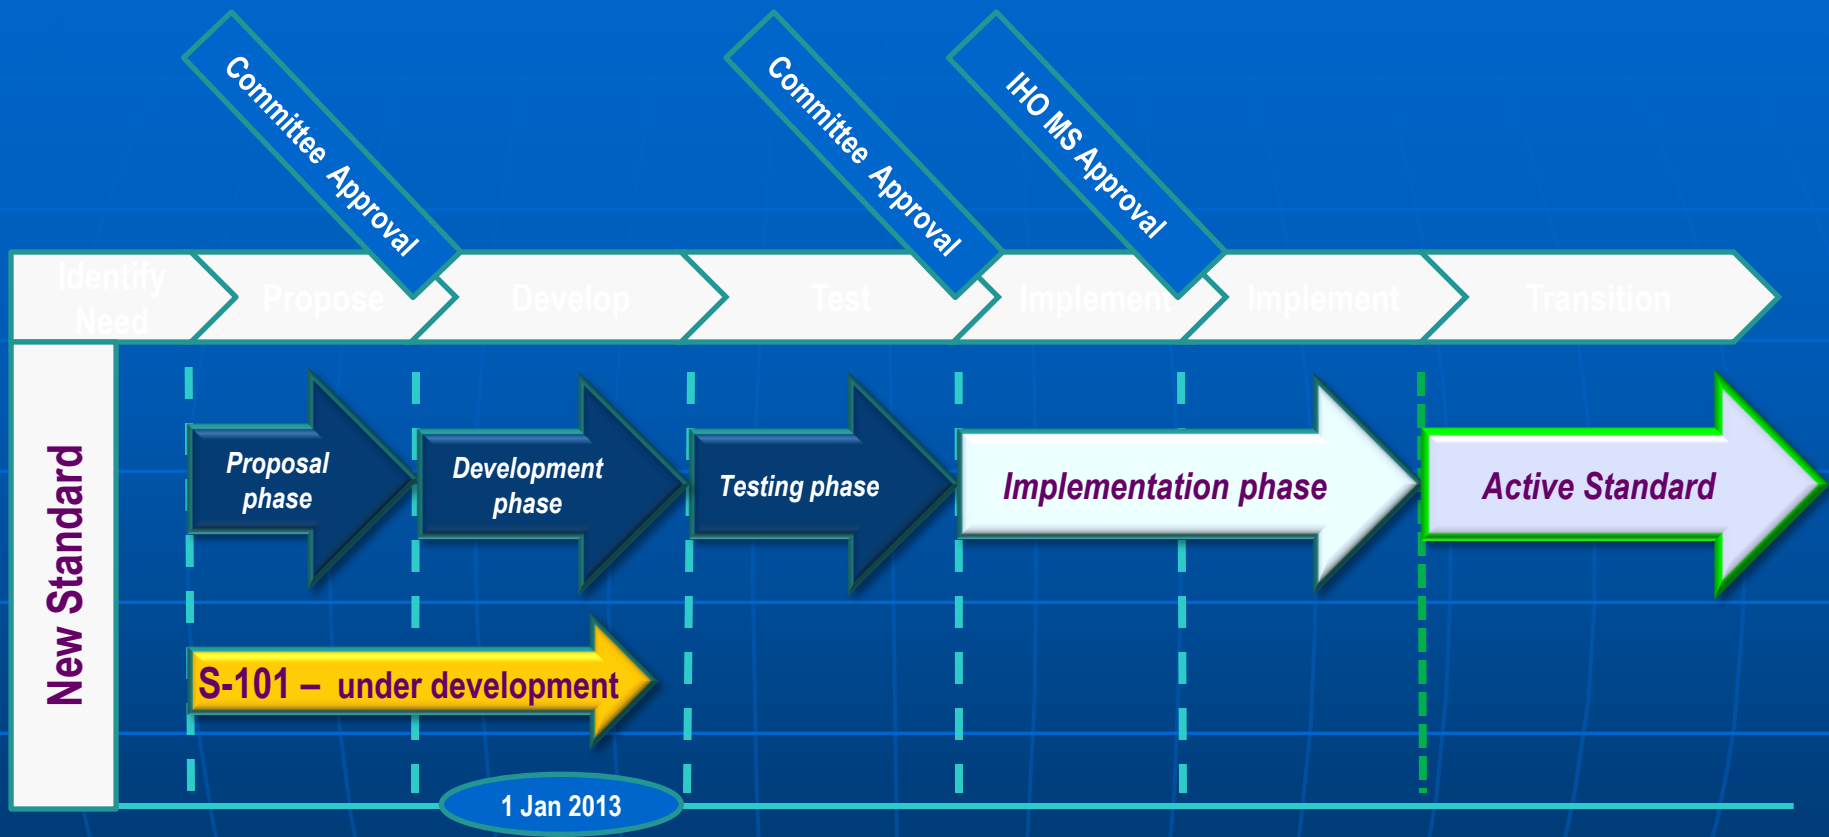 Committee Approval
Committee Approval
IHO MS Approval
Identify
Need
Propose
Develop
Test
Implement
Implement
Transition
New Standard
Proposal
phase
Development
phase
Testing phase
Implementation phase
Active Standard
S-101 – under development
1 Jan 2013